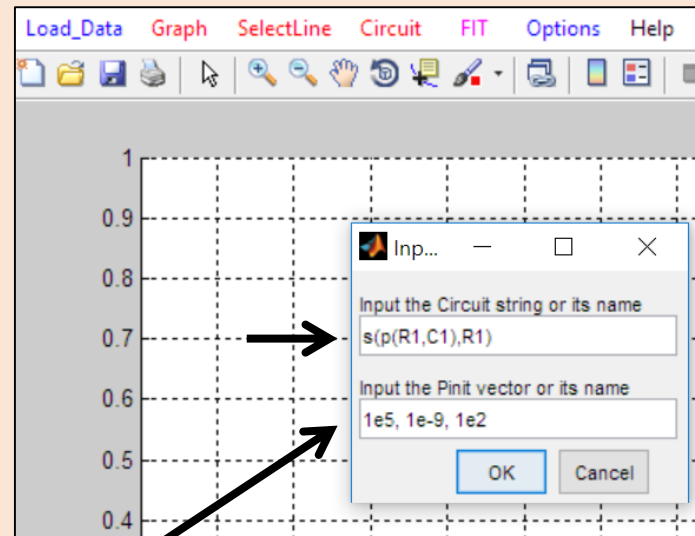 Load_Data Graph SelectLine Circuit FIT Options Help
1
0.9
Inp...
0.8
Input the Circuit string or its name
0.7
s(p(R1,C1),R1)
Input the Pinit vector or its name
0.6
1e5, 1e-9, 1e2
0.5
OK Cancel
0.4